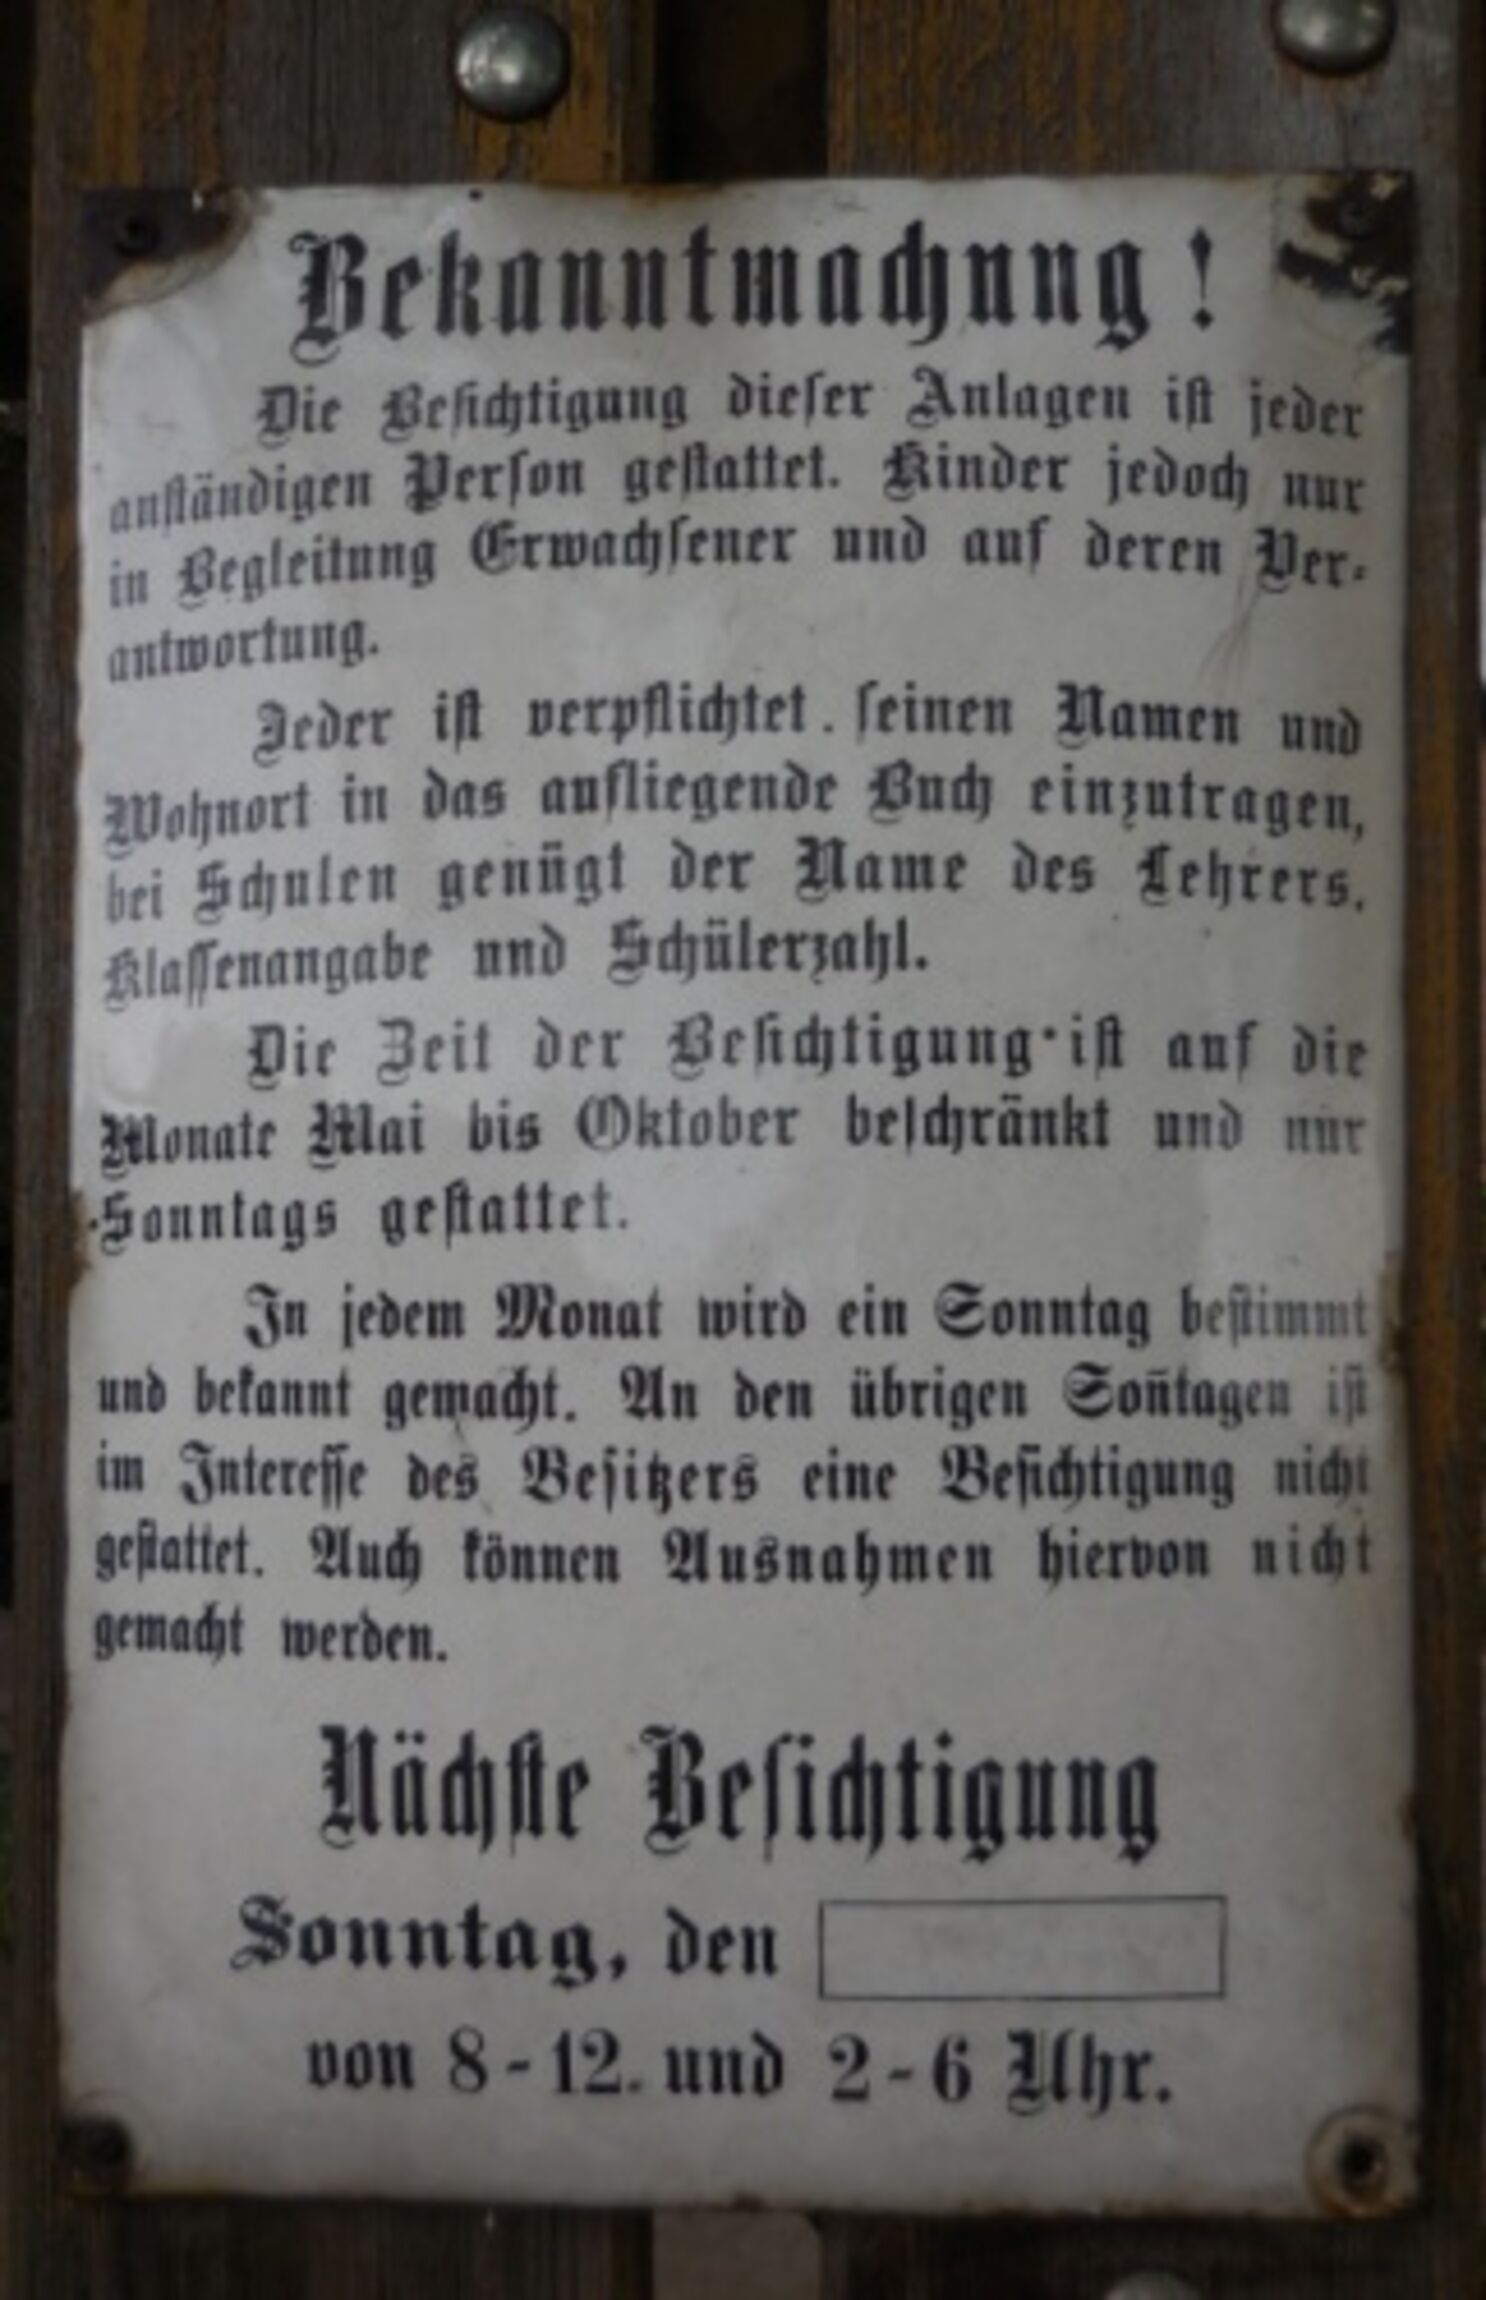 Bekanntmachung!
Die Besichtigung dieser Anlagen ist jeder
anständigen Person gestattet. Kinder jedoch nur
in Begleitung Erwachsener und auf deren Ver-
antwortung.
Jeder ist verpflichtet. seinen Namen und
Wohnort in das aufliegende Buch einzutragen,
bei Schulen genügt der Name des Lehrers.
Klassenangabe und Schülerzahl.
Die Zeit der Besichtigung ist auf die
Monate Mai bis Oktober beschränkt und nur
Sonntags gestattet.
In jedem Monat wird ein Sonntag bestimmt
und bekannt gemacht. An den übrigen Son̄tagen ist
im Interesse des Besitzers eine Besichtigung nicht
gestattet. Auch können Ausnahmen hiervon nicht
gemacht werden.
Nächste Besichtigung
Sonntag, den
von 8-12. und 2-6 Uhr.